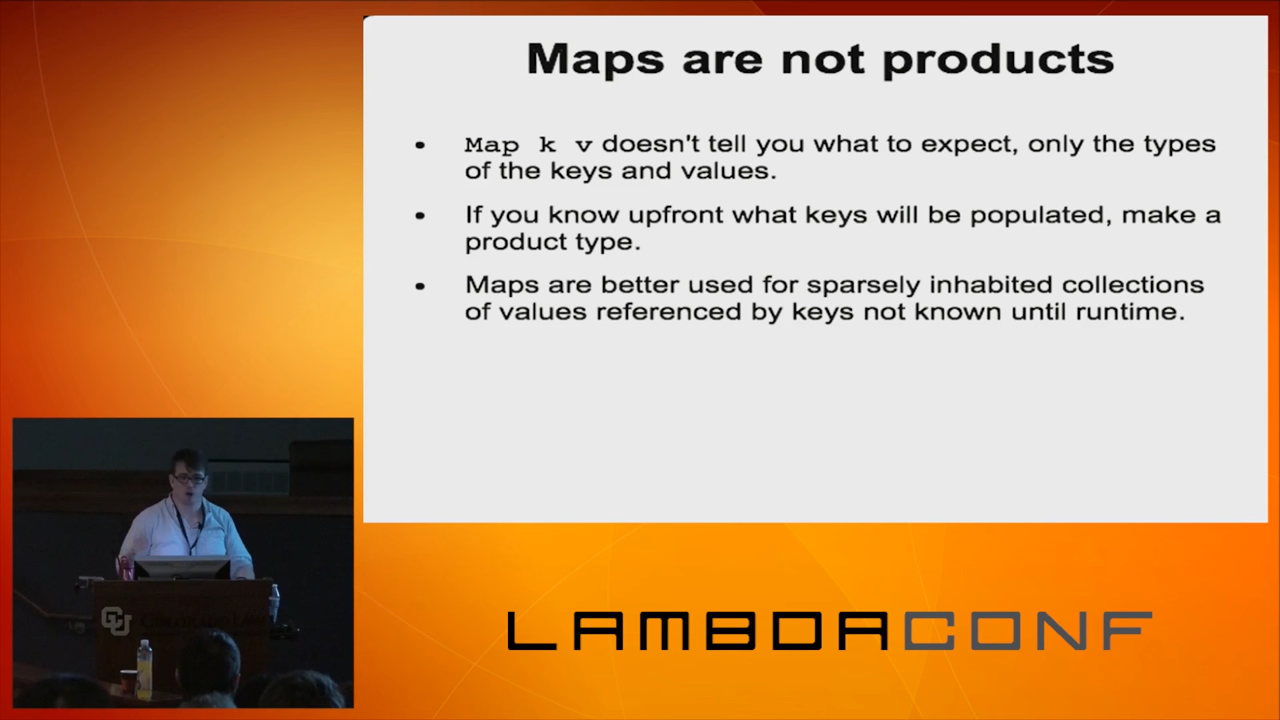 Maps are not products
• Map k v doesn't tell you what to expect, only the types
of the keys and values.
• If you know upfront what keys will be populated, make a
product type.
• Maps are better used for sparsely inhabited collections
of values referenced by keys not known until runtime.
CU
LAMBDACONF